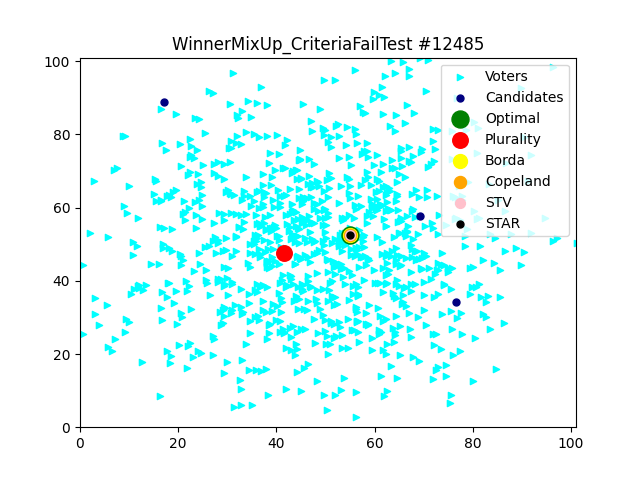 WinnerMixUp_CriteriaFailTest #12485
100
80
60
40
20
0
0
20
40
60
80
100
Voters
Candidates
Optimal
Plurality
Borda
Copeland
STV
STAR